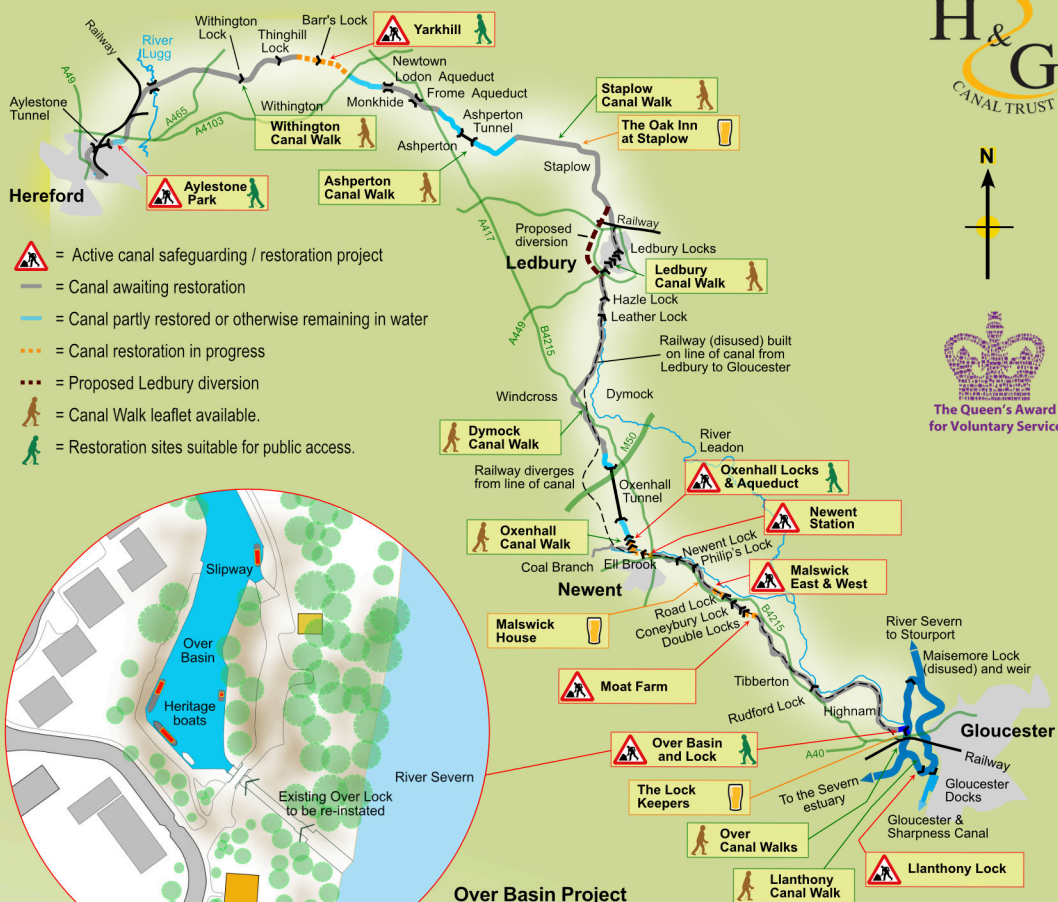 H & G
CANAL TRUST
N
The Queen's Award
for Voluntary Service
Railway
River
Lugg
Withington
Lock
Thinghill
Lock
Barr's Lock
Yarkhill
A49
Aylestone
Tunnel
A465
A4103
Withington
Withington
Canal Walk
Newtown
Lodon Aqueduct
Monkhide
Frome Aqueduct
Ashperton
Tunnel
Ashperton
Staplow
Canal Walk
The Oak Inn
at Staplow
Staplow
Hereford
Aylestone
Park
Ashperton
Canal Walk
A417
Proposed
diversion
Railway
Ledbury
Ledbury Locks
Ledbury
Canal Walk
Hazle Lock
Leather Lock
A449
B4215
Railway (disused) built
on line of canal from
Ledbury to Gloucester
= Active canal safeguarding / restoration project
= Canal awaiting restoration
= Canal partly restored or otherwise remaining in water
= Canal restoration in progress
= Proposed Ledbury diversion
= Canal Walk leaflet available.
= Restoration sites suitable for public access.
Windcross
Dymock
Dymock
Canal Walk
M50
River
Leadon
Railway diverges
from line of canal
Oxenhall
Tunnel
Oxenhall Locks
& Aqueduct
Newent
Station
Oxenhall
Canal Walk
Coal Branch
Ell Brook
Newent Lock
Philip's Lock
Newent
Malswick
East & West
Malswick
House
Road Lock
Coneybury Lock
Double Locks
B4215
Moat Farm
River Severn
to Stourport
Maisemore Lock
(disused) and weir
Tibberton
Rudford Lock
Highnam
Gloucester
Over Basin
and Lock
A40
Railway
The Lock
Keepers
To the Severn
estuary
Gloucester
Docks
Gloucester &
Sharpness Canal
Over
Canal Walks
Llanthony
Canal Walk
Llanthony Lock
Slipway
Over
Basin
Heritage
boats
River Severn
Existing Over Lock
to be re-instated
Over Basin Project